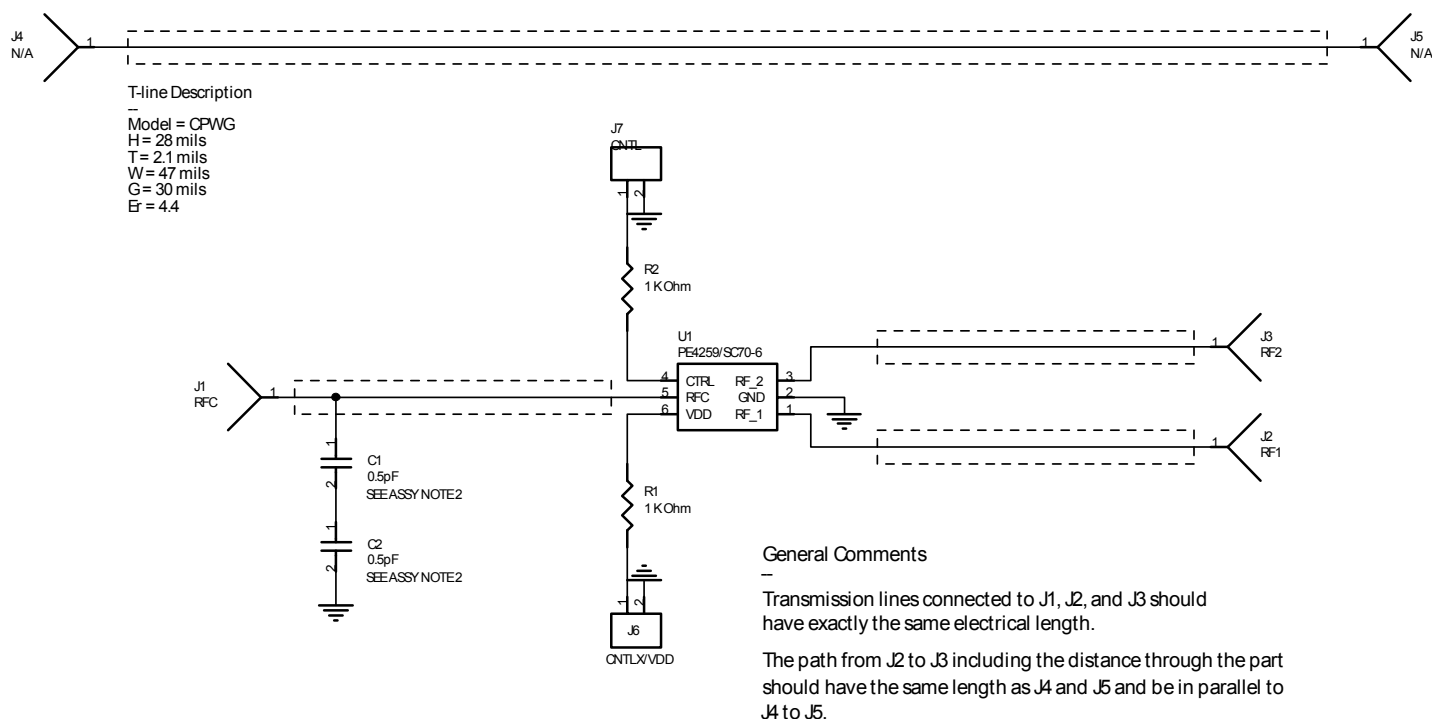 J4
N/A
1
1
J5
N/A
T-line Description
--
Model = CPWG
H = 28 mils
T = 2.1 mils
W = 47 mils
G = 30 mils
Er = 4.4
J7
CNTL
1
2
R2
1 K Ohm
U1
PE4259/SC70-6
J1
RFC
1
4
CTRL
RF_2
3
5
RFC
GND
2
6
VDD
RF_1
1
1
J3
RF2
1
J2
RF1
1
C1
0.5pF
2
SEE ASSY NOTE 2
1
C2
0.5pF
2
SEE ASSY NOTE 2
R1
1 K Ohm
1
2
J6
CNTLX/VDD
General Comments
--
Transmission lines connected to J1, J2, and J3 should
have exactly the same electrical length.
The path from J2 to J3 including the distance through the part
should have the same length as J4 and J5 and be in parallel to
J4 to J5.